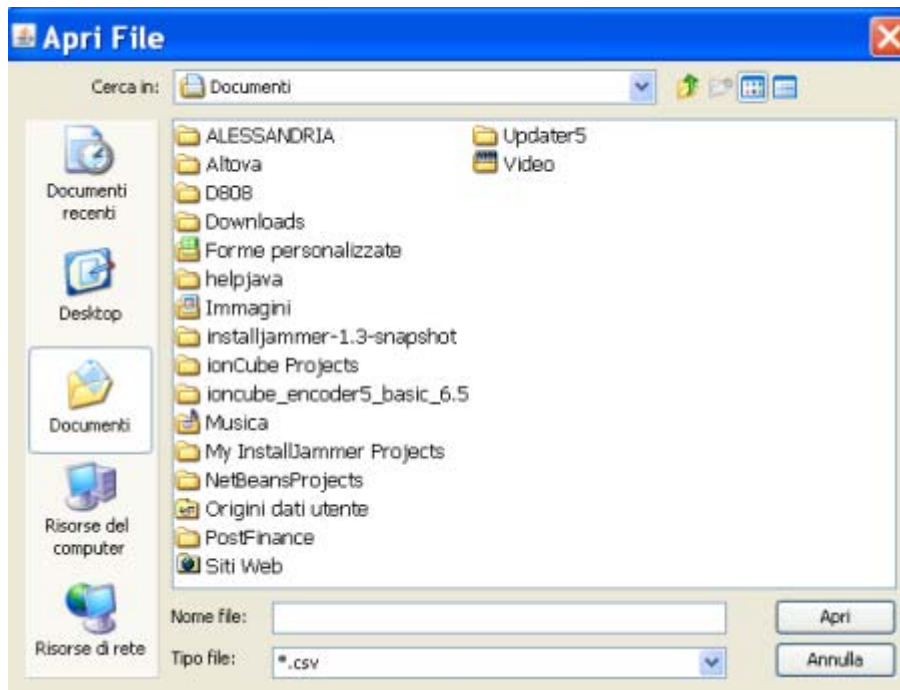 Apri File
Cerca in: Documenti
Documenti recenti
Desktop
Documenti
Risorse del computer
Risorse di rete
ALESSANDRIA
Altova
D808
Downloads
Forme personalizzate
helpjava
Immagini
installjammer-1.3-snapshot
ionCube Projects
ioncube_encoder5_basic_6.5
Musica
My InstallJammer Projects
NetBeansProjects
Origini dati utente
PostFinance
Siti Web
Updater5
Video
Nome file:
Apri
Tipo file: *.csv
Annulla